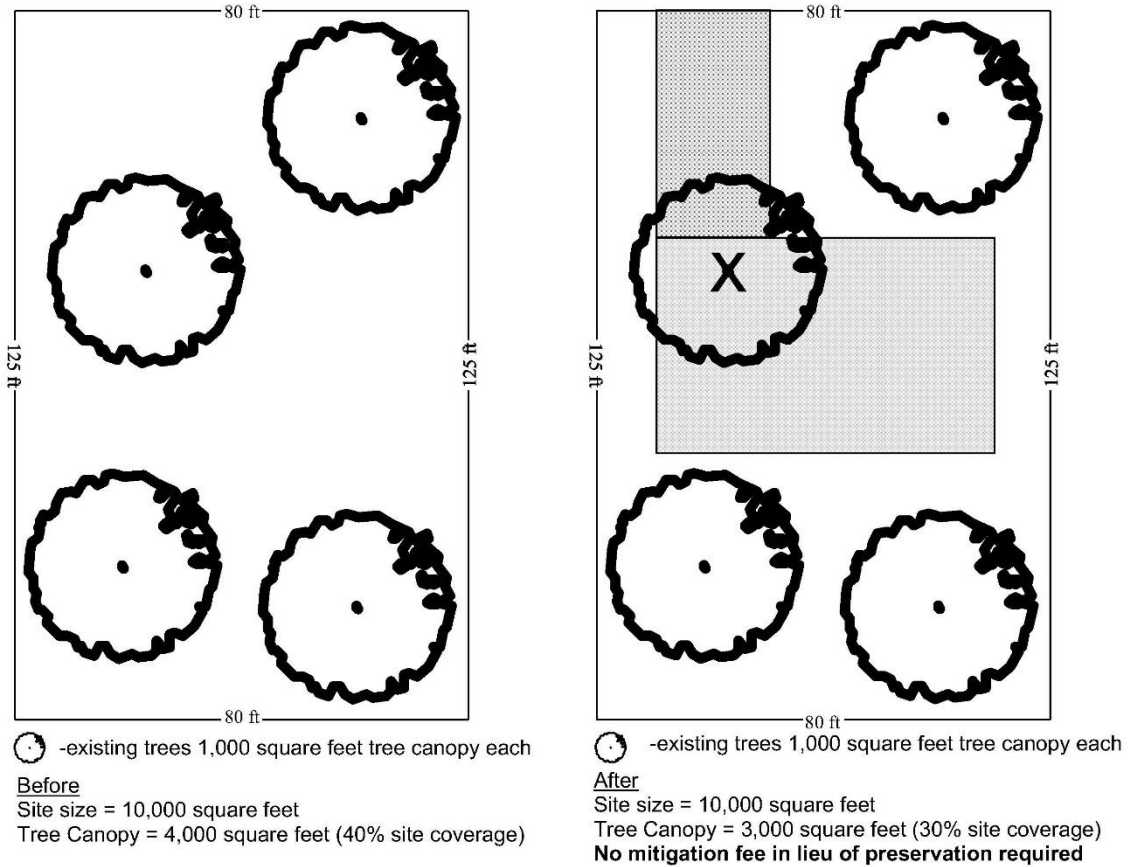 80 ft
125 ft
125 ft
80 ft
-existing trees 1,000 square feet tree canopy each
Before
Site size = 10,000 square feet
Tree Canopy = 4,000 square feet (40% site coverage)
80 ft
X
125 ft
125 ft
80 ft
-existing trees 1,000 square feet tree canopy each
After
Site size = 10,000 square feet
Tree Canopy = 3,000 square feet (30% site coverage)
No mitigation fee in lieu of preservation required